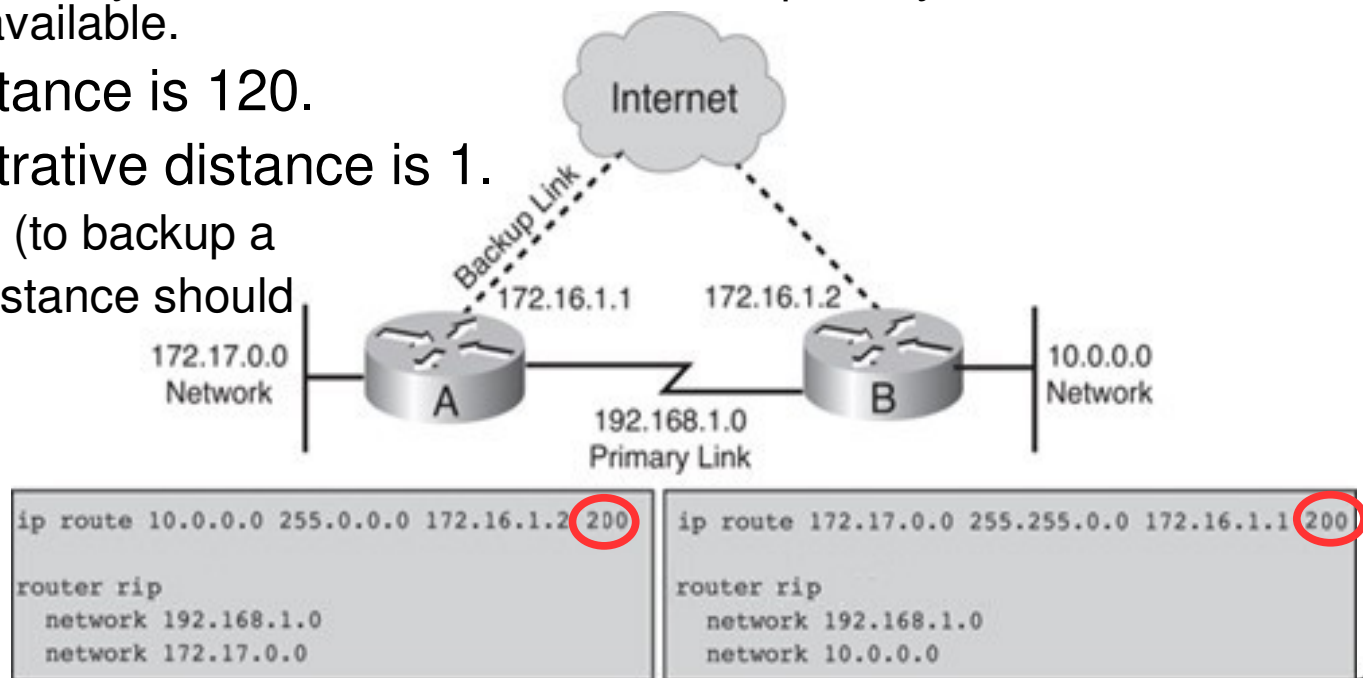 available.
tance is 120.
trative distance is 1.
(to backup a
stance should
Internet
Backup Link
172.16.1.1
172.16.1.2
172.17.0.0
Network
A
B
10.0.0.0
Network
192.168.1.0
Primary Link
ip route 10.0.0.0 255.0.0.0 172.16.1.2 200
router rip
network 192.168.1.0
network 172.17.0.0
ip route 172.17.0.0 255.255.0.0 172.16.1.1 200
router rip
network 192.168.1.0
network 10.0.0.0